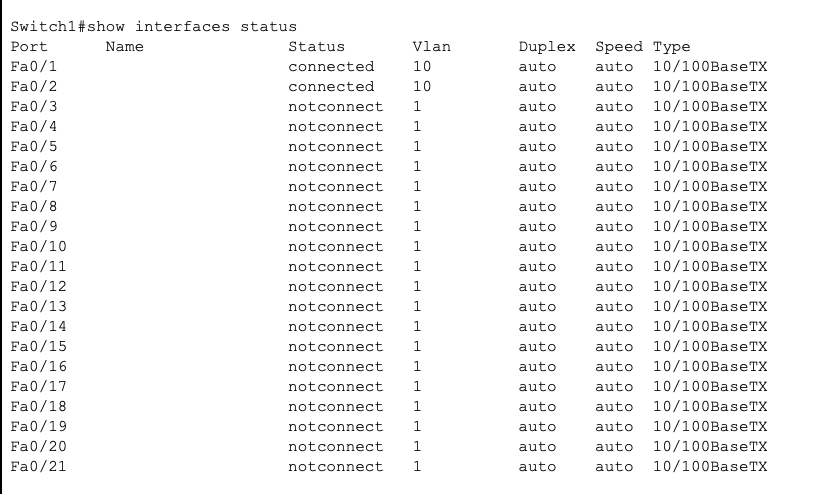 Switch1#show interfaces status
Port      Name               Status       Vlan       Duplex  Speed Type
Fa0/1                        connected    10         auto    auto  10/100BaseTX
Fa0/2                        connected    10         auto    auto  10/100BaseTX
Fa0/3                        notconnect   1          auto    auto  10/100BaseTX
Fa0/4                        notconnect   1          auto    auto  10/100BaseTX
Fa0/5                        notconnect   1          auto    auto  10/100BaseTX
Fa0/6                        notconnect   1          auto    auto  10/100BaseTX
Fa0/7                        notconnect   1          auto    auto  10/100BaseTX
Fa0/8                        notconnect   1          auto    auto  10/100BaseTX
Fa0/9                        notconnect   1          auto    auto  10/100BaseTX
Fa0/10                       notconnect   1          auto    auto  10/100BaseTX
Fa0/11                       notconnect   1          auto    auto  10/100BaseTX
Fa0/12                       notconnect   1          auto    auto  10/100BaseTX
Fa0/13                       notconnect   1          auto    auto  10/100BaseTX
Fa0/14                       notconnect   1          auto    auto  10/100BaseTX
Fa0/15                       notconnect   1          auto    auto  10/100BaseTX
Fa0/16                       notconnect   1          auto    auto  10/100BaseTX
Fa0/17                       notconnect   1          auto    auto  10/100BaseTX
Fa0/18                       notconnect   1          auto    auto  10/100BaseTX
Fa0/19                       notconnect   1          auto    auto  10/100BaseTX
Fa0/20                       notconnect   1          auto    auto  10/100BaseTX
Fa0/21                       notconnect   1          auto    auto  10/100BaseTX